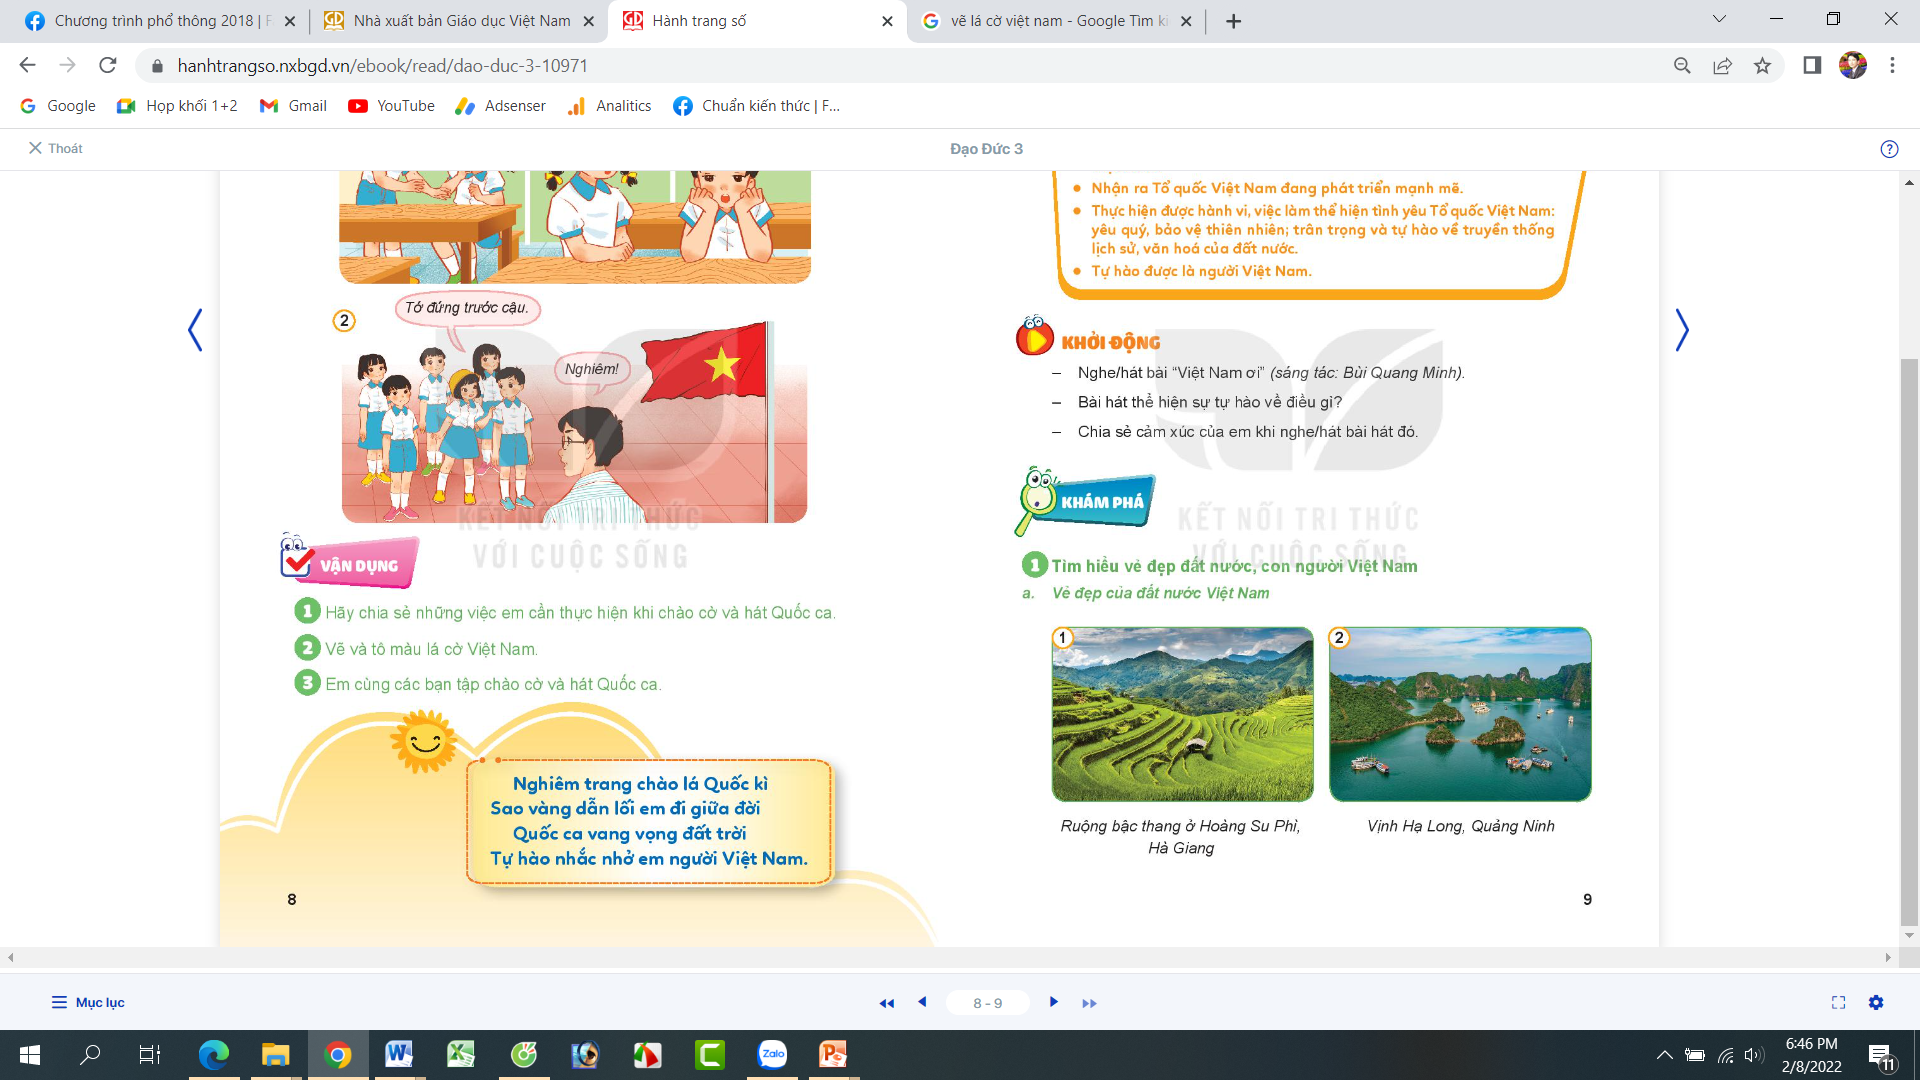 Chương trình phổ thông 2018 | F
Nhà xuất bản Giáo dục Việt Nam
Hành trang số
vẽ lá cờ việt nam - Google Tìm ki
hanhtrangso.nxbgd.vn/ebook/read/dao-duc-3-10971
Google
Họp khối 1+2
Gmail
YouTube
Adsenser
Analitics
Chuẩn kiến thức | F...
Thoát
Đạo Đức 3
2
Tớ đứng trước cậu.
Nghiêm!
KẾT NỐI TRI THỨC
VỚI CUỘC SỐNG
VẬN DỤNG
1 Hãy chia sẻ những việc em cần thực hiện khi chào cờ và hát Quốc ca.
2 Vẽ và tô màu lá cờ Việt Nam.
3 Em cùng các bạn tập chào cờ và hát Quốc ca.
Nghiêm trang chào lá Quốc kì
Sao vàng dẫn lối em đi giữa đời
Quốc ca vang vọng đất trời
Tự hào nhắc nhở em người Việt Nam.
8
• Nhận ra Tổ quốc Việt Nam đang phát triển mạnh mẽ.
• Thực hiện được hành vi, việc làm thể hiện tình yêu Tổ quốc Việt Nam:
yêu quý, bảo vệ thiên nhiên; trân trọng và tự hào về truyền thống
lịch sử, văn hoá của đất nước.
• Tự hào được là người Việt Nam.
KHỞI ĐỘNG
– Nghe/hát bài “Việt Nam ơi” (sáng tác: Bùi Quang Minh).
– Bài hát thể hiện sự tự hào về điều gì?
– Chia sẻ cảm xúc của em khi nghe/hát bài hát đó.
KHÁM PHÁ
KẾT NỐI TRI THỨC
VỚI CUỘC SỐNG
1 Tìm hiểu vẻ đẹp đất nước, con người Việt Nam
a. Vẻ đẹp của đất nước Việt Nam
1
2
Ruộng bậc thang ở Hoàng Su Phì,
Hà Giang
Vịnh Hạ Long, Quảng Ninh
9
Mục lục
8 - 9
Zalo
6:46 PM
2/8/2022
11